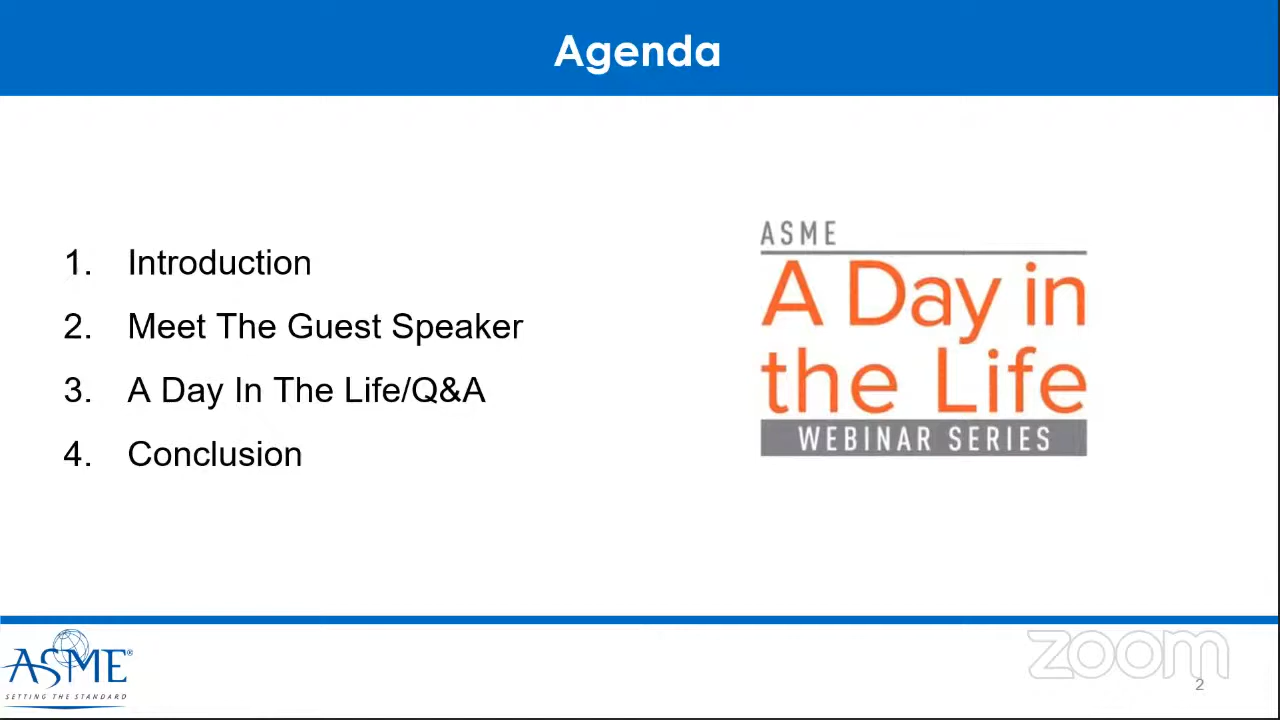 Agenda
1. Introduction
2. Meet The Guest Speaker
3. A Day In The Life/Q&A
4. Conclusion
ASME
A Day in
the Life
WEBINAR SERIES
ASME®
SETTING THE STANDARD
zoom
2